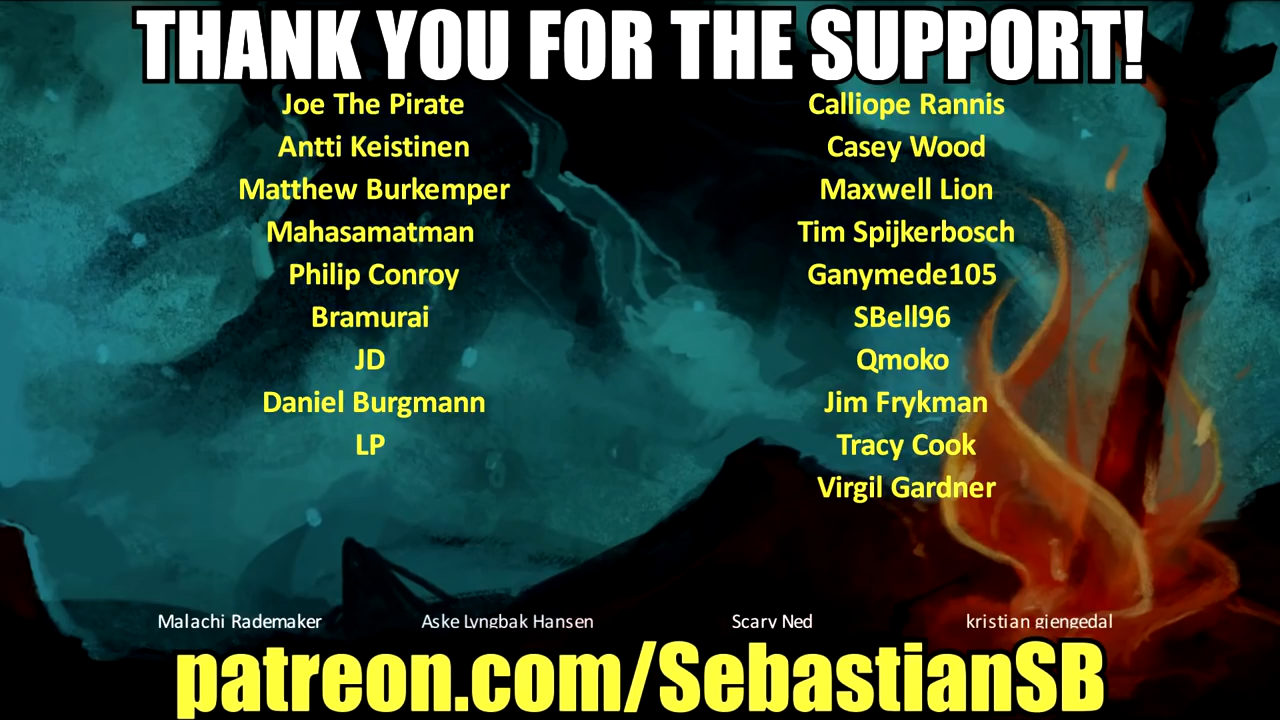 THANK YOU FOR THE SUPPORT!
Joe The Pirate
Antti Keistinen
Matthew Burkemper
Mahasamatman
Philip Conroy
Bramurai
JD
Daniel Burgmann
LP
Calliope Rannis
Casey Wood
Maxwell Lion
Tim Spijkerbosch
Ganymede105
SBell96
Qmoko
Jim Frykman
Tracy Cook
Virgil Gardner
Malachi Rademaker
Aske Lyngbak Hansen
Scary Ned
kristian gjengedal
patreon.com/SebastianSB